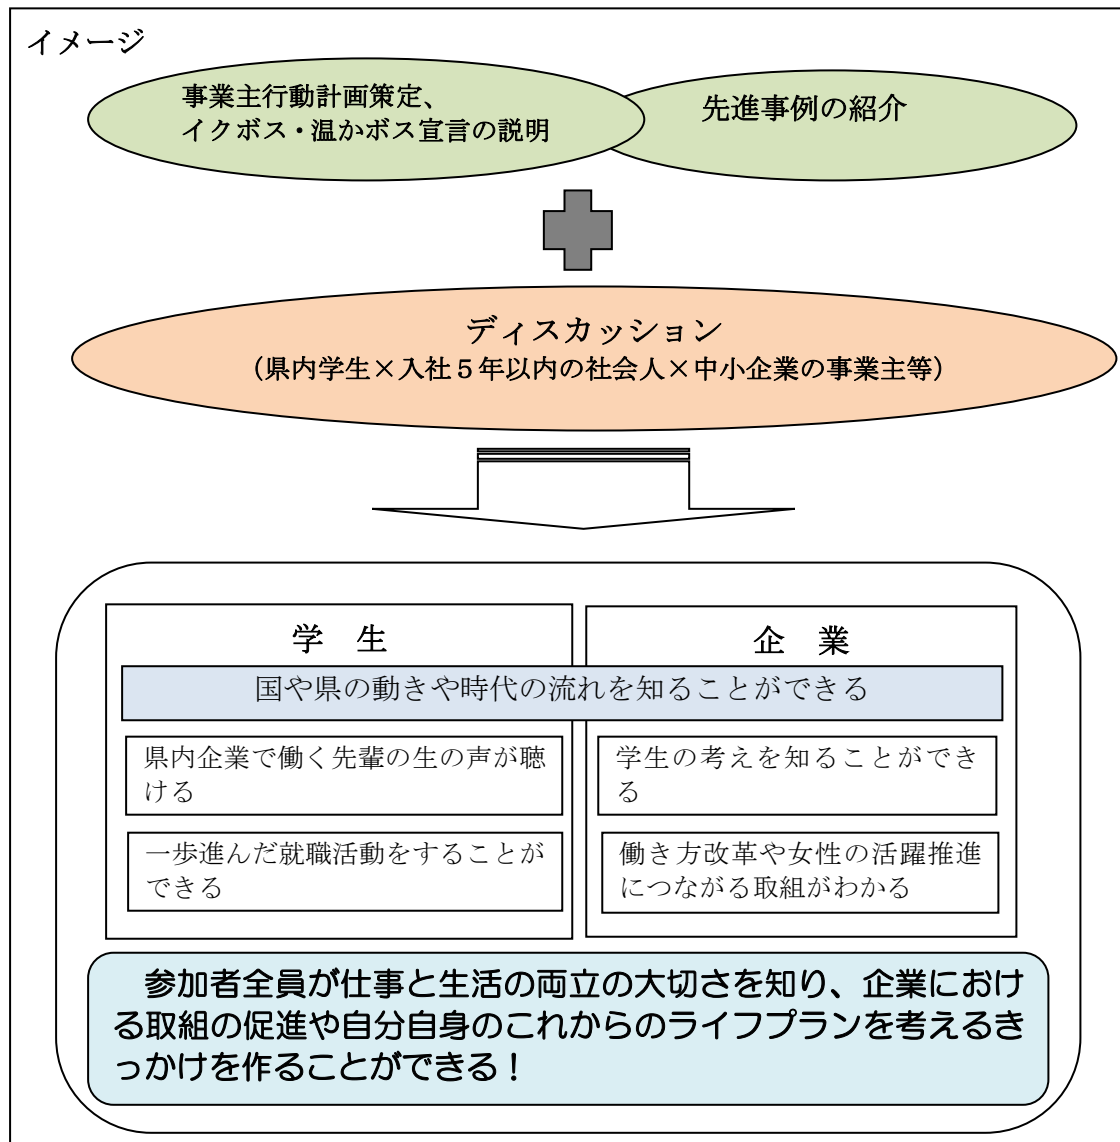 イメージ
事業主行動計画策定、
イクボス・温かボス宣言の説明
先進事例の紹介
ディスカッション
（県内学生×入社５年以内の社会人×中小企業の事業主等）
学　生
企　業
国や県の動きや時代の流れを知ることができる
県内企業で働く先輩の生の声が聴
ける
学生の考えを知ることができ
る
一歩進んだ就職活動をすることが
できる
働き方改革や女性の活躍推進
につながる取組がわかる
参加者全員が仕事と生活の両立の大切さを知り、企業におけ
る取組の促進や自分自身のこれからのライフプランを考えるき
っかけを作ることができる！